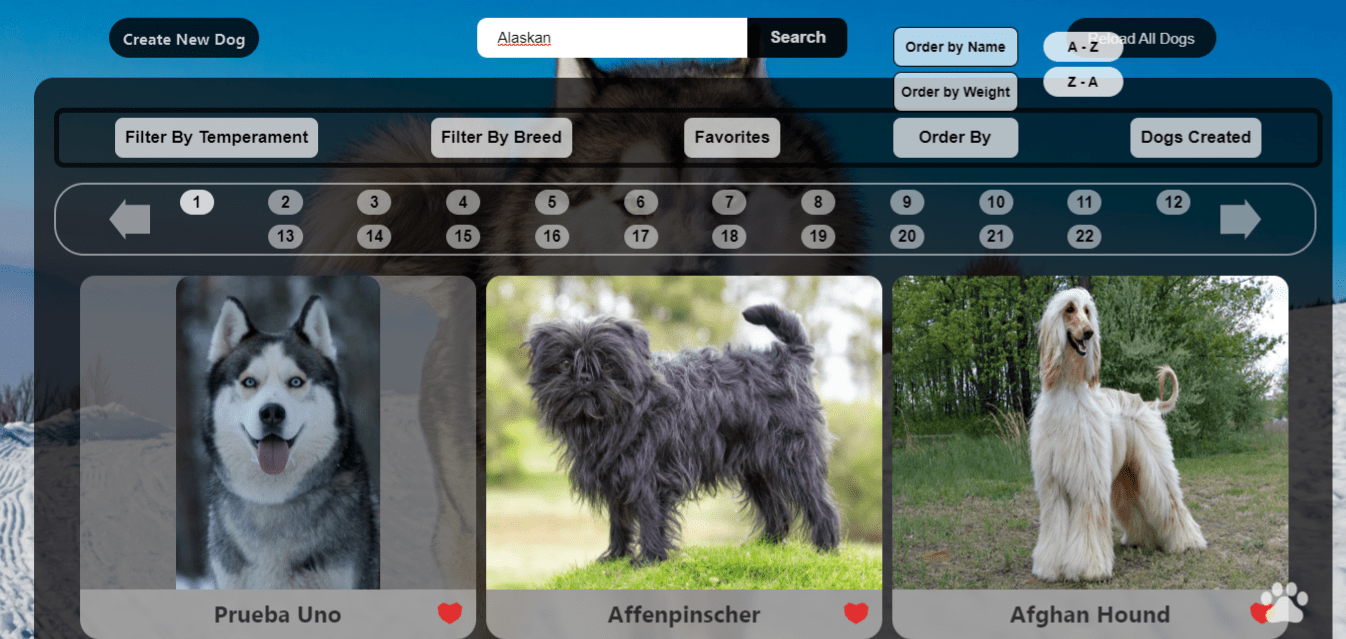 Create New Dog
Alaskan
Search
Order by Name
A - Z
Reload All Dogs
Order by Weight
Z - A
Filter By Temperament
Filter By Breed
Favorites
Order By
Dogs Created
1 2 3 4 5 6 7 8 9 10 11 12
13 14 15 16 17 18 19 20 21 22
Prueba Uno
Affenpinscher
Afghan Hound